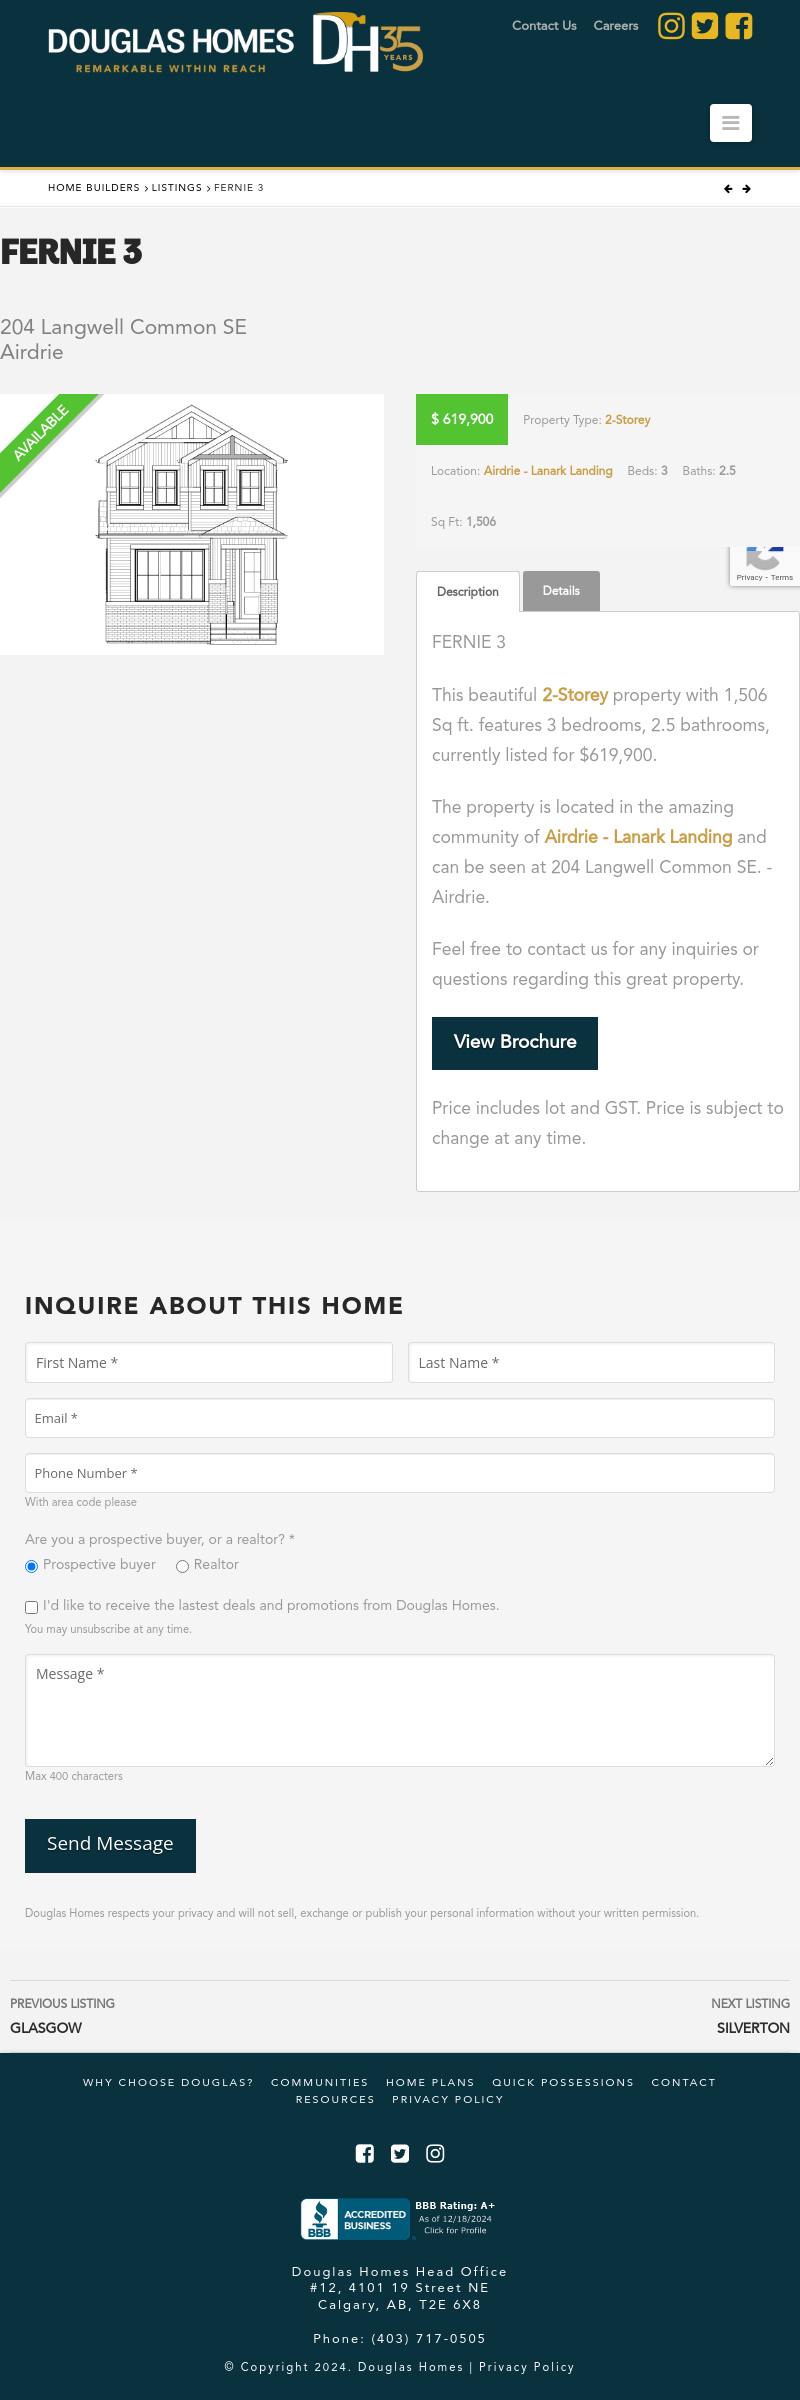 DOUGLAS HOMES
REMARKABLE WITHIN REACH
DH35
YEARS
Contact Us Careers
HOME BUILDERS > LISTINGS > FERNIE 3
FERNIE 3
204 Langwell Common SE
Airdrie
AVAILABLE
$ 619,900 Property Type: 2-Storey
Location: Airdrie - Lanark Landing Beds: 3 Baths: 2.5
Sq Ft: 1,506
Privacy - Terms
Description Details
FERNIE 3
This beautiful 2-Storey property with 1,506
Sq ft. features 3 bedrooms, 2.5 bathrooms,
currently listed for $619,900.
The property is located in the amazing
community of Airdrie - Lanark Landing and
can be seen at 204 Langwell Common SE. -
Airdrie.
Feel free to contact us for any inquiries or
questions regarding this great property.
View Brochure
Price includes lot and GST. Price is subject to
change at any time.
INQUIRE ABOUT THIS HOME
First Name * Last Name *
Email *
Phone Number *
With area code please
Are you a prospective buyer, or a realtor? *
Prospective buyer Realtor
I'd like to receive the lastest deals and promotions from Douglas Homes.
You may unsubscribe at any time.
Message *
Max 400 characters
Send Message
Douglas Homes respects your privacy and will not sell, exchange or publish your personal information without your written permission.
PREVIOUS LISTING NEXT LISTING
GLASGOW SILVERTON
WHY CHOOSE DOUGLAS? COMMUNITIES HOME PLANS QUICK POSSESSIONS CONTACT
RESOURCES PRIVACY POLICY
BBB ACCREDITED BUSINESS
BBB Rating: A+
As of 12/18/2024
Click for Profile
Douglas Homes Head Office
#12, 4101 19 Street NE
Calgary, AB, T2E 6X8
Phone: (403) 717-0505
© Copyright 2024. Douglas Homes | Privacy Policy